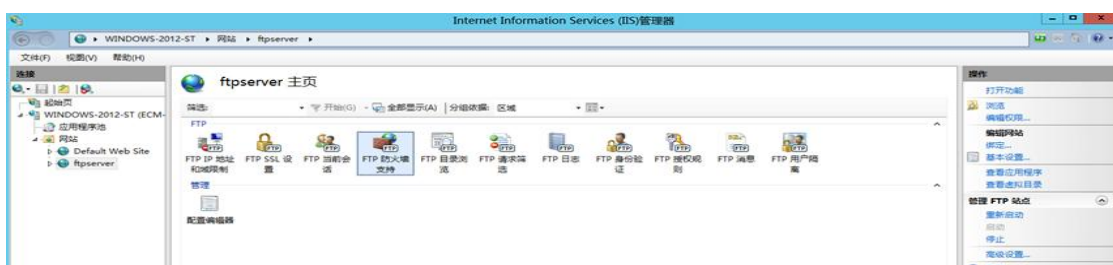 Internet Information Services (IIS)管理器
WINDOWS-2012-ST ▸ 网站 ▸ ftpserver ▸
文件(F) 视图(V) 帮助(H)
连接
起始页
WINDOWS-2012-ST (ECM-
应用程序池
网站
Default Web Site
ftpserver
ftpserver 主页
筛选: 开始(G) 全部显示(A) 分组依据: 区域
FTP
FTP IP 地址和域限制
FTP SSL 设置
FTP 当前会话
FTP 防火墙支持
FTP 目录浏览
FTP 请求筛选
FTP 日志
FTP 身份验证
FTP 授权规则
FTP 消息
FTP 用户隔离
管理
配置编辑器
操作
打开功能
浏览
编辑权限...
编辑网站
绑定...
基本设置...
查看应用程序
查看虚拟目录
管理 FTP 站点
重新启动
启动
停止
高级设置...